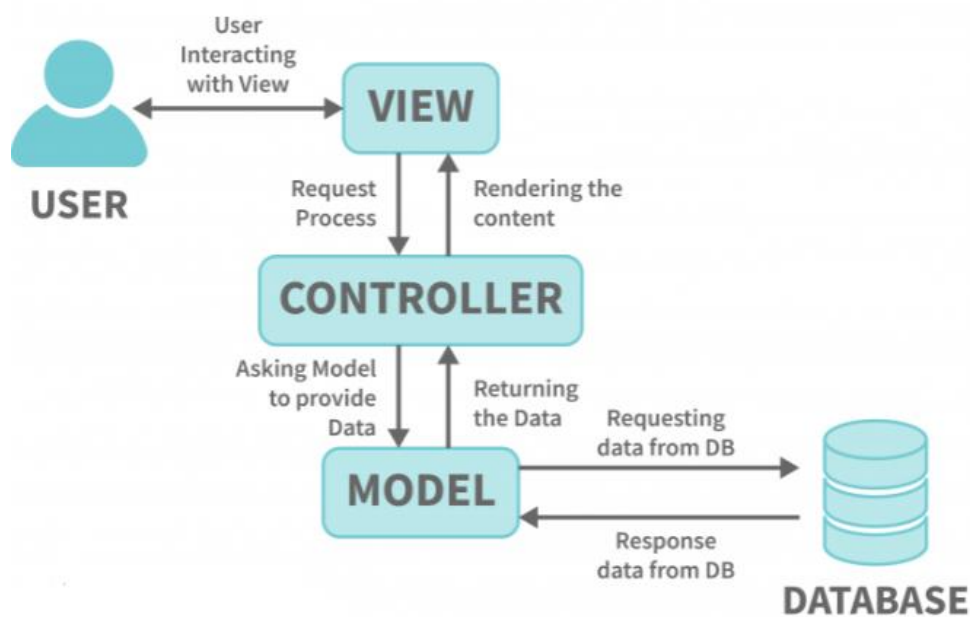 User
Interacting
with View
VIEW
USER
Request
Process
Rendering the
content
CONTROLLER
Asking Model
to provide
Data
Returning
the Data
Requesting
data from DB
MODEL
Response
data from DB
DATABASE